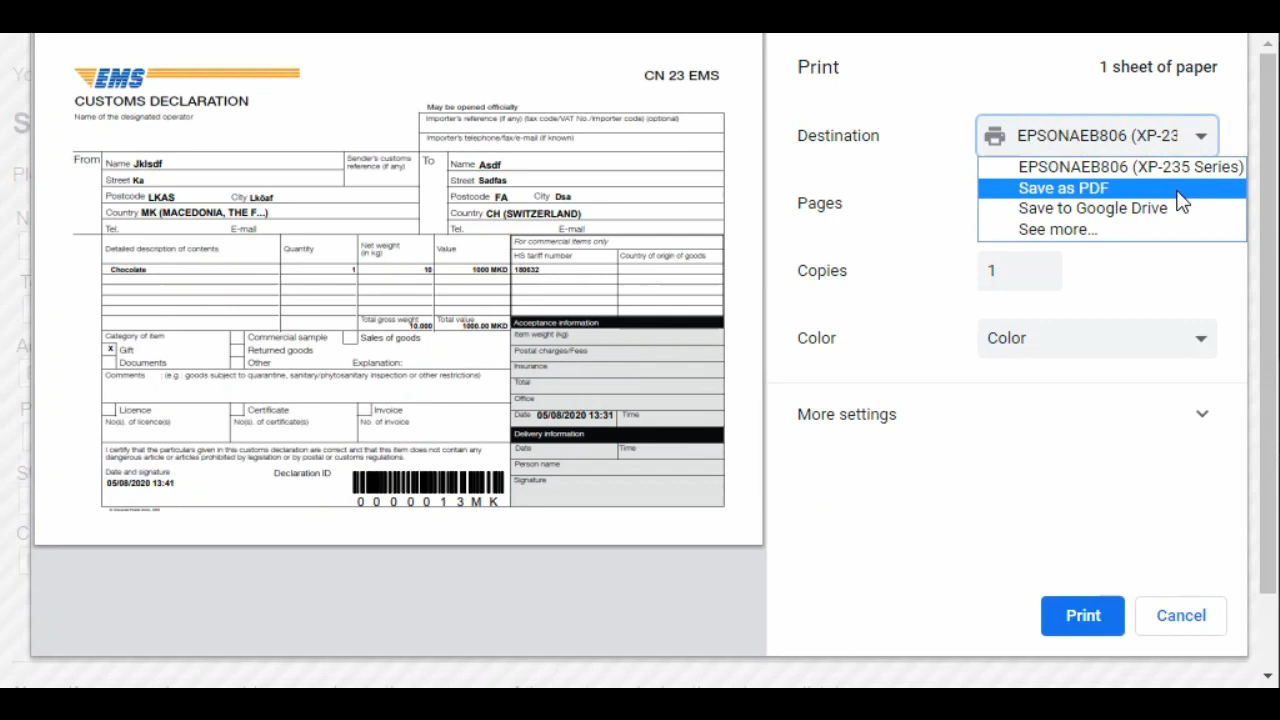 EMS
CN 23 EMS
CUSTOMS DECLARATION
Name of the designated operator
May be opened officially
Importer's reference (if any) (tax code/VAT No./importer code) (optional)
Importer's telephone/fax/e-mail (if known)
From
Name Jklsdf
Sender's customs
reference (if any)
To
Name Asdf
Street Ka
Street Sadfas
Postcode LKAS City Lköaf
Postcode FA City Dsa
Country MK (MACEDONIA, THE F...)
Country CH (SWITZERLAND)
Tel. E-mail
Tel. E-mail
Detailed description of contents
Quantity
Net weight
(in kg)
Value
For commercial items only
HS tariff number
Country of origin of goods
Chocolate 1 10 1000 MKD 180632
Total gross weight
10.000
Total value
1000.00 MKD
Acceptance information
Category of item
Commercial sample
Sales of goods
Item weight (kg)
X Gift
Returned goods
Postal charges/Fees
Documents
Other
Explanation:
Insurance
Comments : (e.g.: goods subject to quarantine, sanitary/phytosanitary inspection or other restrictions)
Total
Office
Licence
Certificate
Invoice
Date 05/08/2020 13:31 Time
No(s). of licence(s)
No(s). of certificate(s)
No. of invoice
Delivery information
I certify that the particulars given in this customs declaration are correct and that this item does not contain any
dangerous article or articles prohibited by legislation or by postal or customs regulations.
Date Time
Person name
Date and signature
05/08/2020 13:41
Declaration ID
0 0 0 0 0 1 3 M K
Signature
Print
1 sheet of paper
Destination
EPSONAEB806 (XP-23
EPSONAEB806 (XP-235 Series)
Save as PDF
Save to Google Drive
See more...
Pages
Copies
1
Color
Color
More settings
Print
Cancel